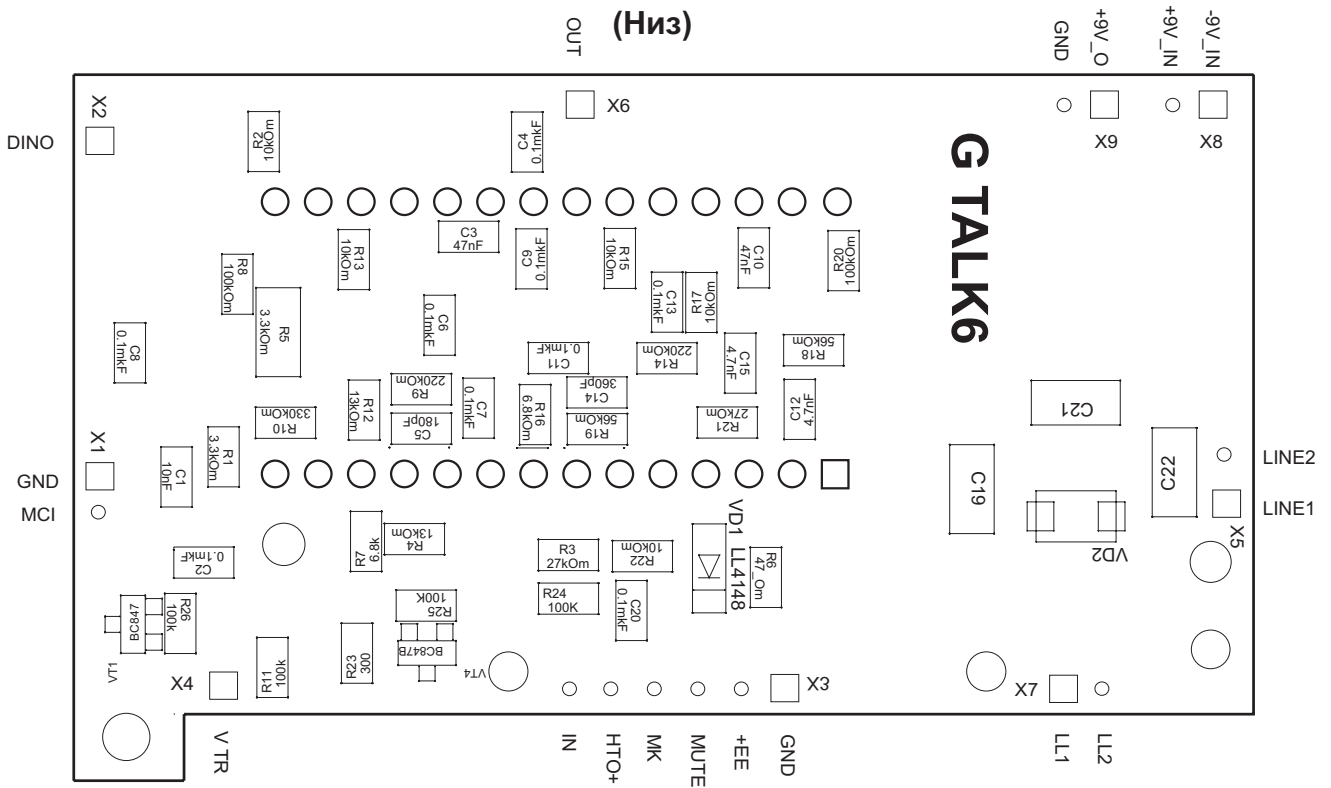 (Низ)
OUT
GND
+9V_O
+9V_IN
-9V_IN
X2
DINO
R2
10kOm
C4
0.1mkF
X6
X9
X8
G TALK6
C3
47nF
R13
10kOm
C9
0.1mkF
R15
10kOm
C10
47nF
R20
100kOm
R8
100kOm
R5
3.3kOm
C6
0.1mkF
C13
0.1mkF
R17
10kOm
C8
0.1mkF
C11
0.1mkF
R14
220kOm
C15
4.7nF
R18
56kOm
R12
13kOm
R9
220kOm
C7
0.1mkF
C14
360pF
R10
330kOm
C5
180pF
R16
6.8kOm
R19
56kOm
R21
27kOm
C12
4.7nF
C21
X1
GND
MCI
C1
10nF
R1
3.3kOm
C19
C22
LINE2
LINE1
X5
VD2
C2
0.1mkF
R7
6.8k
R4
13kOm
R3
27kOm
R22
10kOm
VD1
LL4148
R6
47_Om
R24
100K
C20
0.1mkF
R25
100K
BC847
VT1
R26
100k
R11
100k
R23
300
BC847B
VT4
X4
X3
X7
V TR
IN
HTO+
MK
MUTE
+EE
GND
LL1
LL2